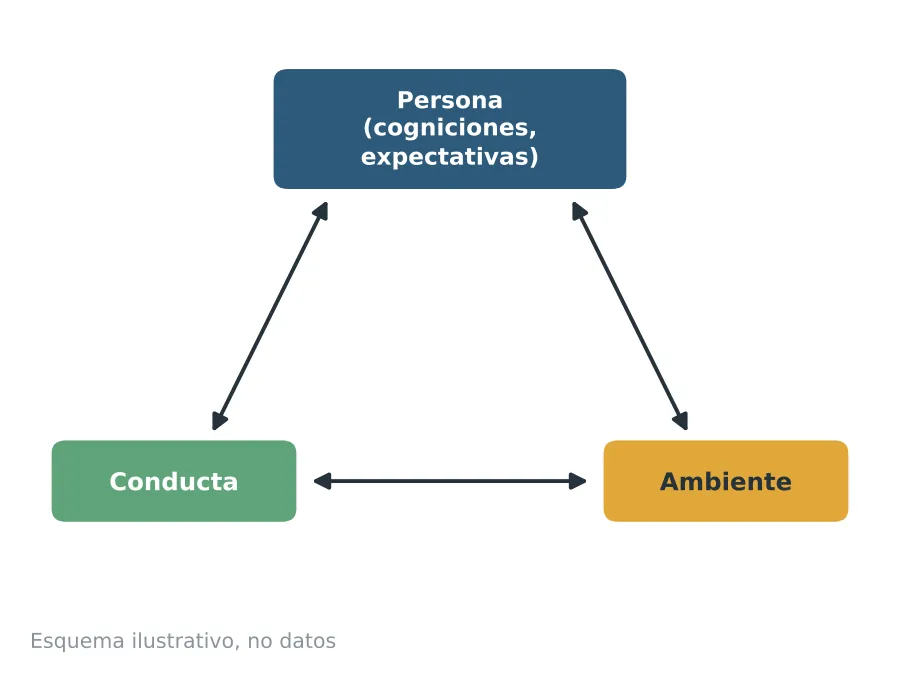 Persona
(cogniciones,
expectativas)
Conducta
Ambiente
Esquema ilustrativo, no datos